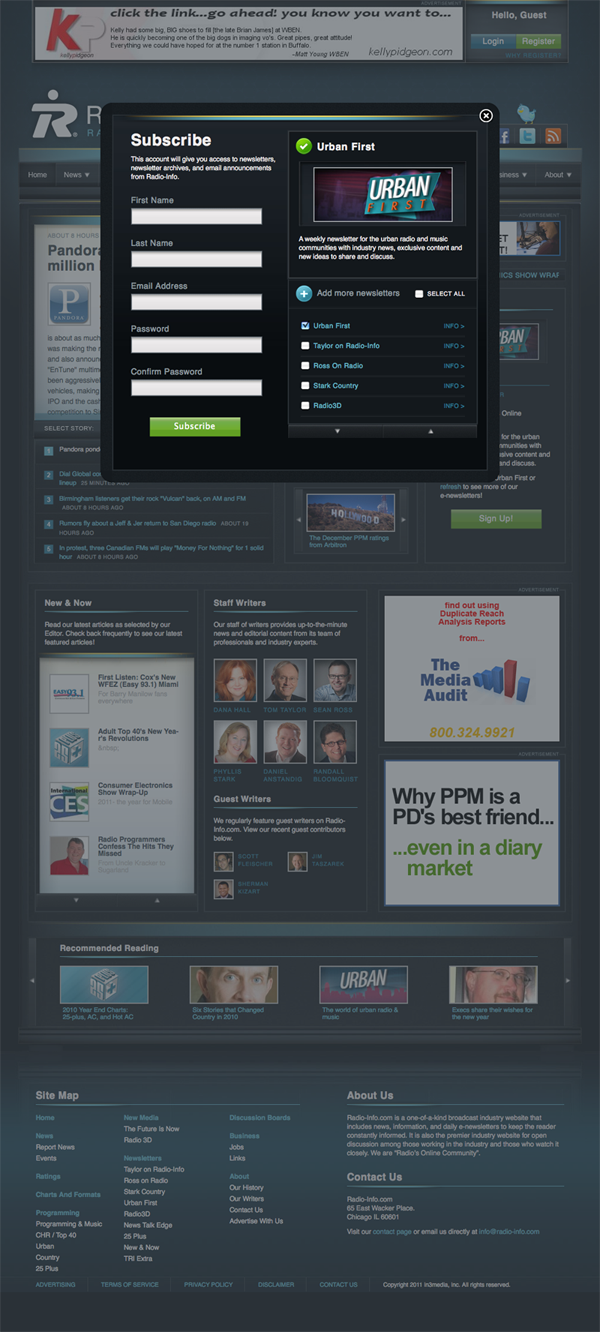 ADVERTISEMENT
click the link...go ahead! you know you want to...
KP
kellypidgeon
Kelly had some big, BIG shoes to fill [the late Brian James] at WBEN.
He is quickly becoming one of the big dogs in imaging vo's. Great pipes, great attitude!
Everything we could have hoped for at the number 1 station in Buffalo.
~Matt Young WBEN
kellypidgeon.com
Hello, Guest
Login
Register
WHY REGISTER?
Home
News ▼
About ▼
Subscribe
This account will give you access to newsletters,
newsletter archives, and email announcements
from Radio-Info.
First Name
Last Name
Email Address
Password
Confirm Password
Subscribe
Urban First
URBAN
FIRST
A weekly newsletter for the urban radio and music
communities with industry news, exclusive content and
new ideas to share and discuss.
Add more newsletters
SELECT ALL
Urban First INFO >
Taylor on Radio-Info INFO >
Ross On Radio INFO >
Stark Country INFO >
Radio3D INFO >
ABOUT 8 HOURS
Pandora
million
PANDORA
is about as muc
was making the
and also announ
"EnTune" multime
been aggressivel
vehicles, making
IPO and the cash
competition to S
SELECT STORY:
1 Pandora pond
2 Dial Global co
lineup 25 MINUTES AGO
3 Birmingham listeners get their rock "Vulcan" back, on AM and FM
ABOUT 8 HOURS AGO
4 Rumors fly about a Jeff & Jer return to San Diego radio ABOUT 18
HOURS AGO
5 In protest, three Canadian FMs will play "Money For Nothing" for 1 solid
hour ABOUT 8 HOURS AGO
HOLLYWOOD
The December PPM ratings
from Arbitron
ADVERTISEMENT
ICS SHOW WRAP
Online
for the urban
munities with
usive content and
discuss.
Urban First or
refresh to see more of our
e-newsletters!
Sign Up!
New & Now
Read our latest articles as selected by our
Editor. Check back frequently to see our latest
featured articles!
First Listen: Cox's New
WFEZ (Easy 93.1) Miami
For Barry Manilow fans
everywhere
Adult Top 40's New Yea-
r's Revolutions
&nbsp;
International
CES
Consumer Electronics
Show Wrap-Up
2011- the year for Mobile
Radio Programmers
Confess The Hits They
Missed
From Uncle Kracker to
Sugarland
Staff Writers
Our staff of writers provides up-to-the-minute
news and editorial content from its team of
professionals and industry experts.
DANA HALL
TOM TAYLOR
SEAN ROSS
PHYLLIS
STARK
DANIEL
ANSTANDIG
RANDALL
BLOOMQUIST
Guest Writers
We regularly feature guest writers on Radio-
Info.com. View our recent guest contributors
below.
SCOTT
FLEISCHER
JIM
TASZAREK
SHERMAN
KIZART
ADVERTISEMENT
find out using
Duplicate Reach
Analysis Reports
from...
The
Media
Audit
800.324.9921
ADVERTISEMENT
Why PPM is a
PD's best friend...
...even in a diary
market
Recommended Reading
2010 Year End Charts:
25-plus, AC, and Hot AC
Six Stories that Changed
Country in 2010
URBAN
The world of urban radio &
music
Execs share their wishes for
the new year
Site Map
Home
News
Report News
Events
Ratings
Charts And Formats
Programming
Programming & Music
CHR / Top 40
Urban
Country
25 Plus
New Media
The Future Is Now
Radio 3D
Newsletters
Taylor on Radio-Info
Ross on Radio
Stark Country
Urban First
Radio3D
News Talk Edge
25 Plus
New & Now
TRI Extra
Discussion Boards
Business
Jobs
Links
About
Our History
Our Writers
Contact Us
Advertise With Us
About Us
Radio-Info.com is a one-of-a-kind broadcast industry website that
includes news, information, and daily e-newsletters to keep the reader
constantly informed. It is also the premier industry website for open
discussion among those working in the industry and those who watch it
closely. We are "Radio's Online Community".
Contact Us
Radio-Info.com
65 East Wacker Place.
Chicago IL 60601
Visit our contact page or email us directly at info@radio-info.com
ADVERTISING
TERMS OF SERVICE
PRIVACY POLICY
DISCLAIMER
CONTACT US
Copyright 2011 in3media, Inc. All rights reserved.